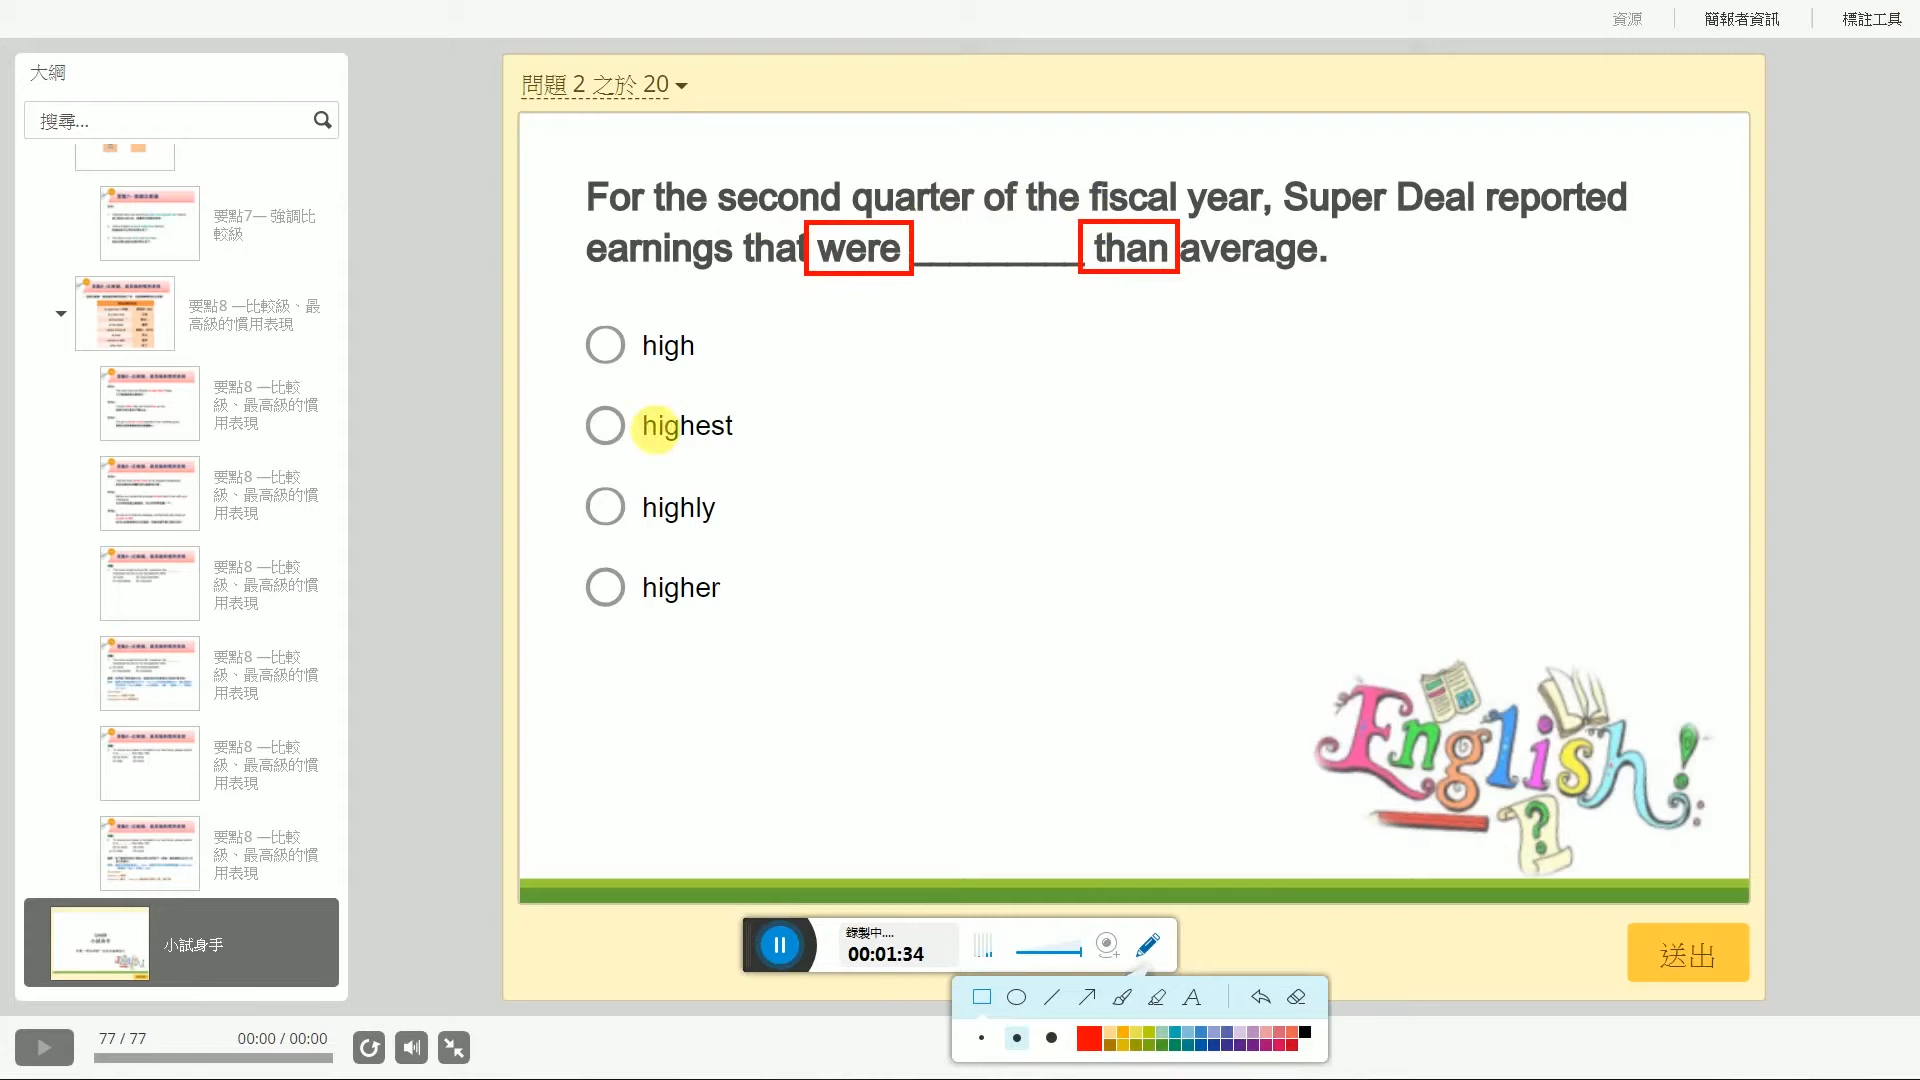 資源
簡報者資訊
標註工具
大綱
搜尋...
要點7— 強調比
較級
要點8 —比較級、最
高級的慣用表現
要點8 —比較
級、最高級的慣
用表現
要點8 —比較
級、最高級的慣
用表現
要點8 —比較
級、最高級的慣
用表現
要點8 —比較
級、最高級的慣
用表現
要點8 —比較
級、最高級的慣
用表現
要點8 —比較
級、最高級的慣
用表現
小試身手
小試身手
77 / 77
00:00 / 00:00
問題 2 之於 20
For the second quarter of the fiscal year, Super Deal reported
earnings that were ________ than average.
high
highest
highly
higher
English!
?
錄製中....
00:01:34
A
送出